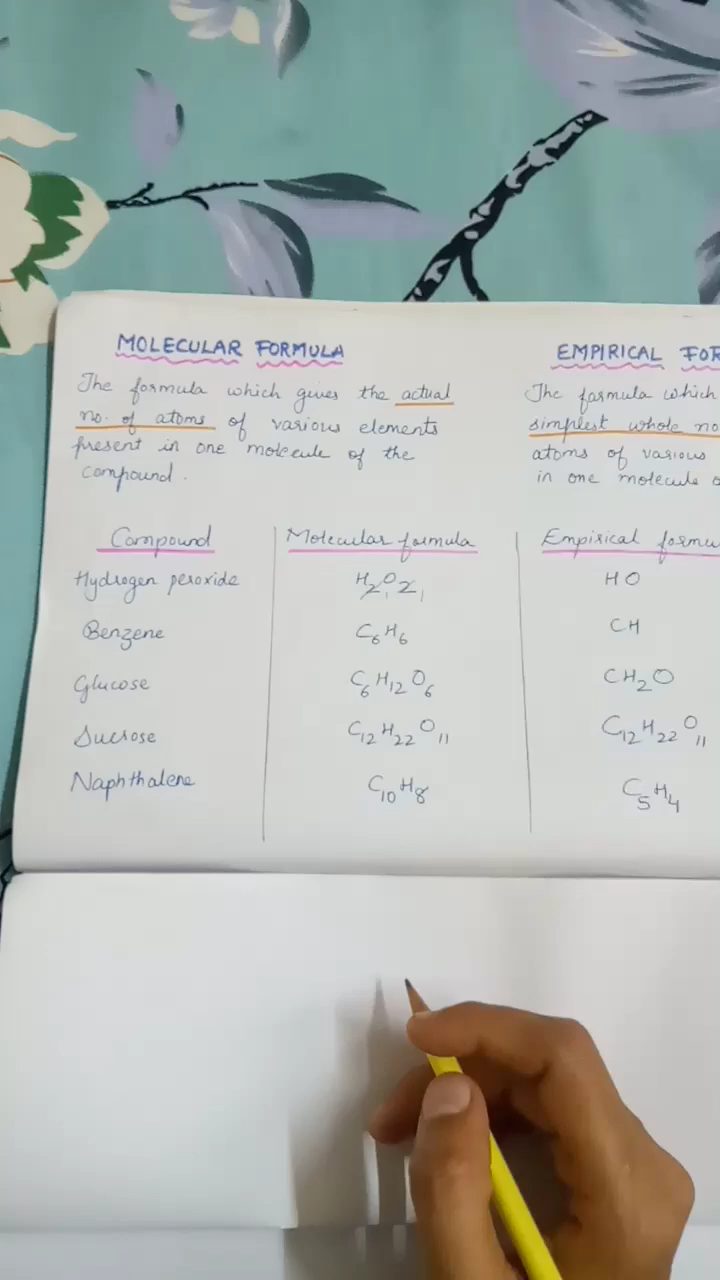 MOLECULAR FORMULA
The formula which gives the actual
no. of atoms of various elements
present in one molecule of the
compound.
EMPIRICAL FOR
The formula which
simplest whole no
atoms of various
in one molecule o
Compound Molecular formula Empirical formu
Hydrogen peroxide H₂O₂ HO
Benzene C₆H₆ CH
Glucose C₆H₁₂O₆ CH₂O
Sucrose C₁₂H₂₂O₁₁ C₁₂H₂₂O₁₁
Naphthalene C₁₀H₈ C₅H₄